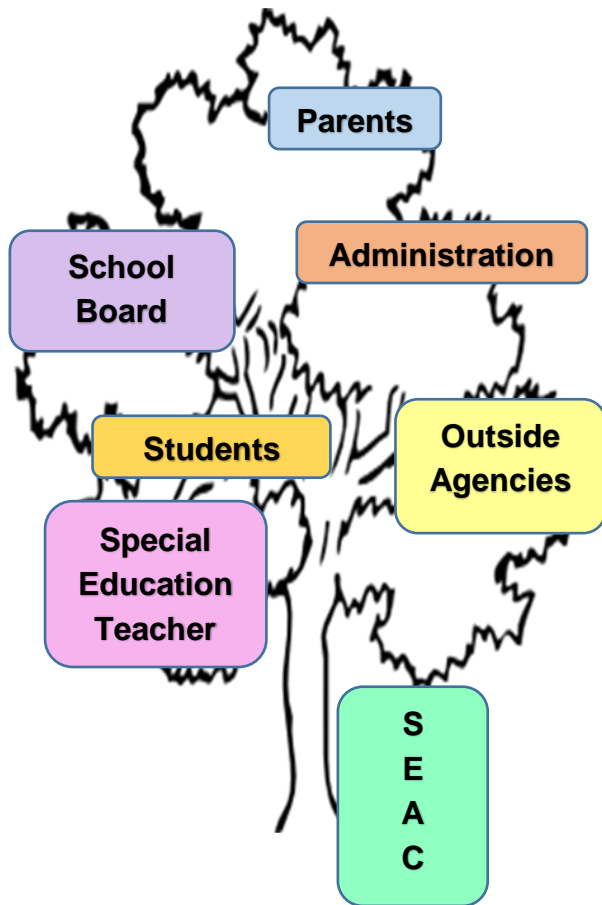 Parents
School
Board
Administration
Students
Outside
Agencies
Special
Education
Teacher
S
E
A
C